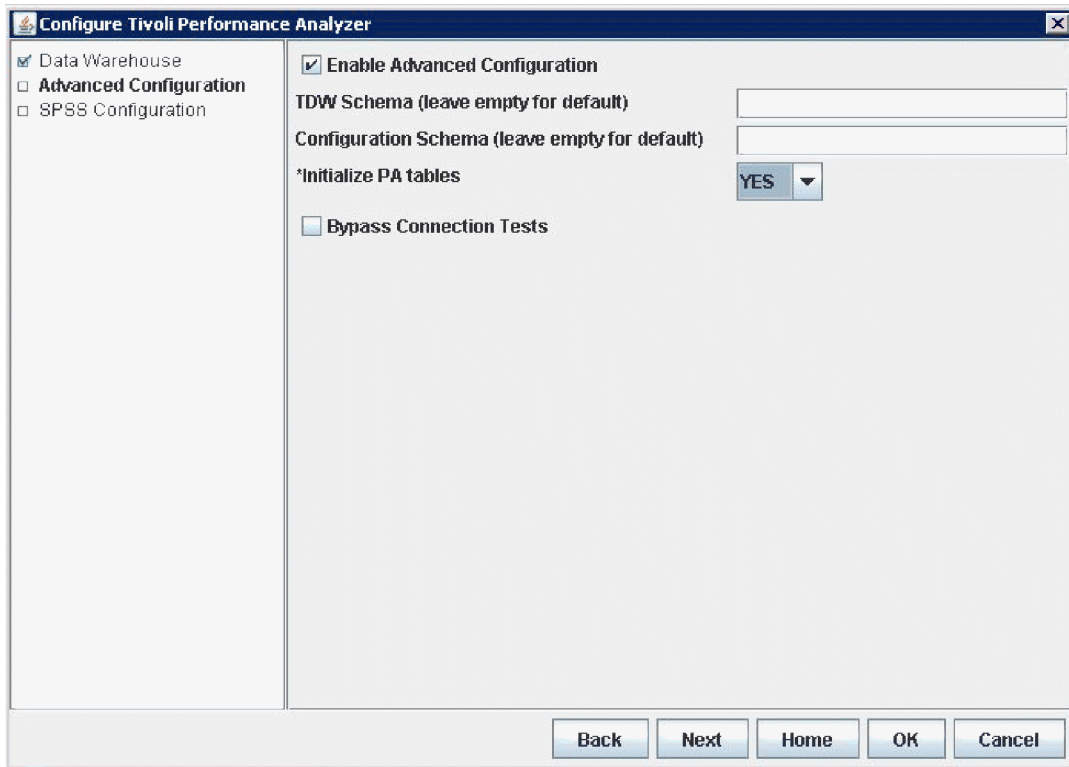 Configure Tivoli Performance Analyzer
Data Warehouse
Advanced Configuration
SPSS Configuration
Enable Advanced Configuration
TDW Schema (leave empty for default)
Configuration Schema (leave empty for default)
*Initialize PA tables
YES
Bypass Connection Tests
Back Next Home OK Cancel